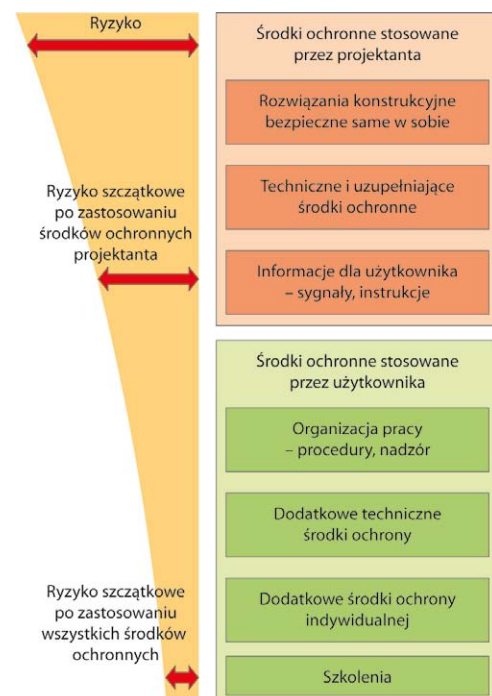 Ryzyko
Ryzyko szczątkowe
po zastosowaniu
środków ochronnych
projektanta
Ryzyko szczątkowe
po zastosowaniu
wszystkich środków
ochronnych
Środki ochronne stosowane
przez projektanta
Rozwiązania konstrukcyjne
bezpieczne same w sobie
Techniczne i uzupełniające
środki ochronne
Informacje dla użytkownika
– sygnały, instrukcje
Środki ochronne stosowane
przez użytkownika
Organizacja pracy
– procedury, nadzór
Dodatkowe techniczne
środki ochrony
Dodatkowe środki ochrony
indywidualnej
Szkolenia